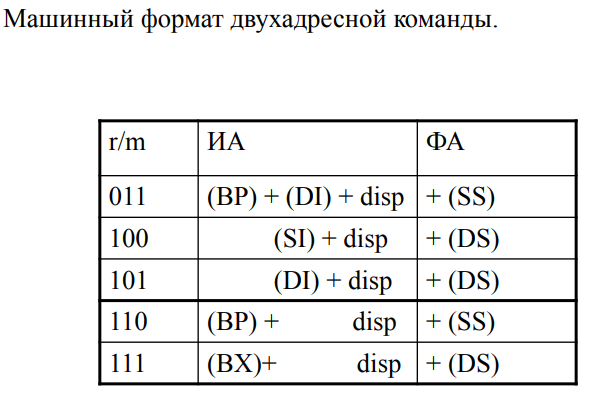 Машинный формат двухадресной команды.
r/m ИА ФА
011 (BP) + (DI) + disp + (SS)
100 (SI) + disp + (DS)
101 (DI) + disp + (DS)
110 (BP) + disp + (SS)
111 (BX)+ disp + (DS)